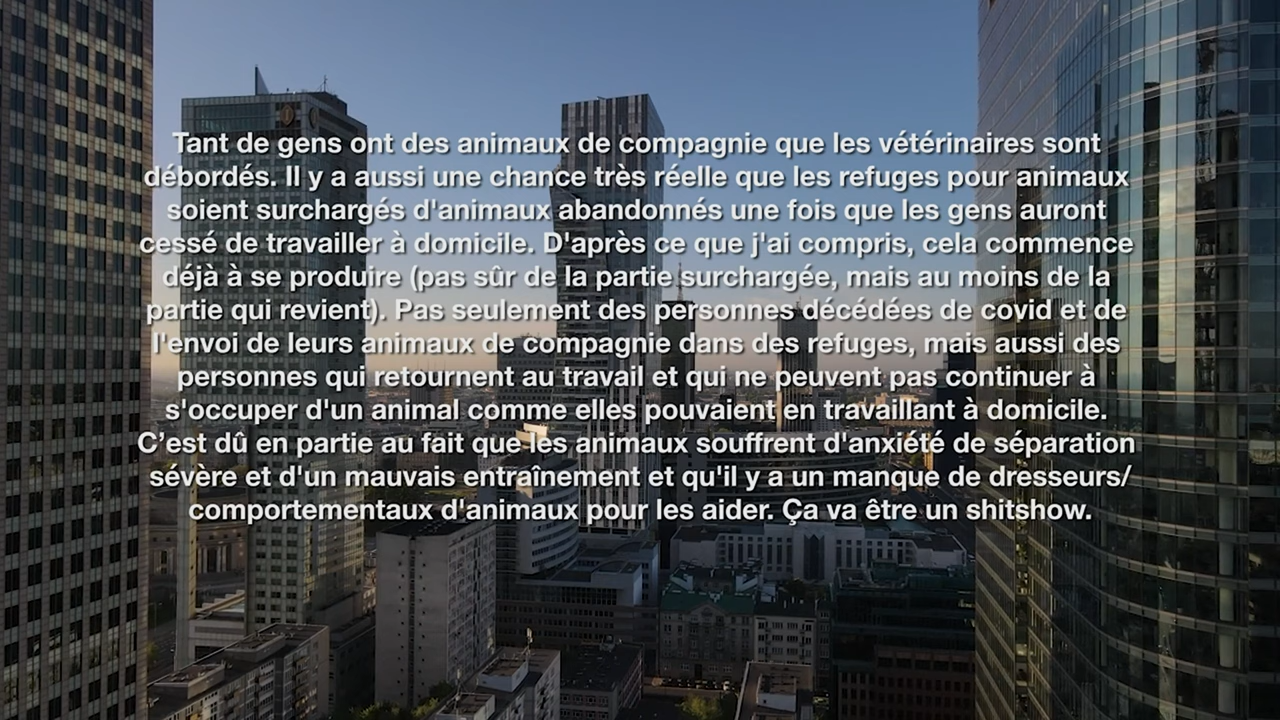 Tant de gens ont des animaux de compagnie que les vétérinaires sont
débordés. Il y a aussi une chance très réelle que les refuges pour animaux
soient surchargés d'animaux abandonnés une fois que les gens auront
cessé de travailler à domicile. D'après ce que j'ai compris, cela commence
déjà à se produire (pas sûr de la partie surchargée, mais au moins de la
partie qui revient). Pas seulement des personnes décédées de covid et de
l'envoi de leurs animaux de compagnie dans des refuges, mais aussi des
personnes qui retournent au travail et qui ne peuvent pas continuer à
s'occuper d'un animal comme elles pouvaient en travaillant à domicile.
C’est dû en partie au fait que les animaux souffrent d'anxiété de séparation
sévère et d'un mauvais entraînement et qu'il y a un manque de dresseurs/
comportementaux d'animaux pour les aider. Ça va être un shitshow.